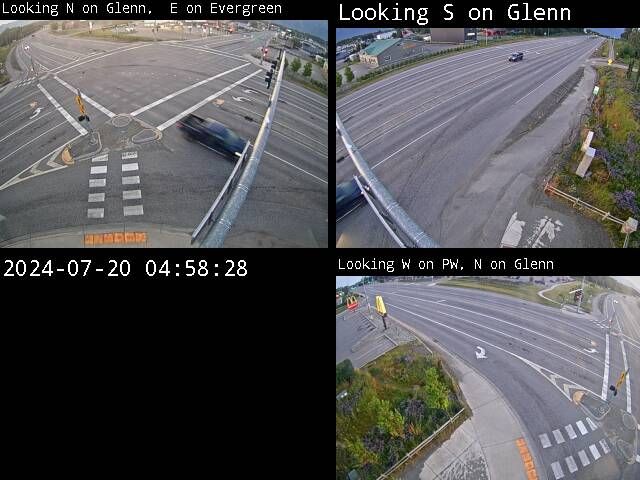 Looking N on Glenn,  E on Evergreen
Looking S on Glenn
2024-07-20 04:58:28
Looking W on PW, N on Glenn